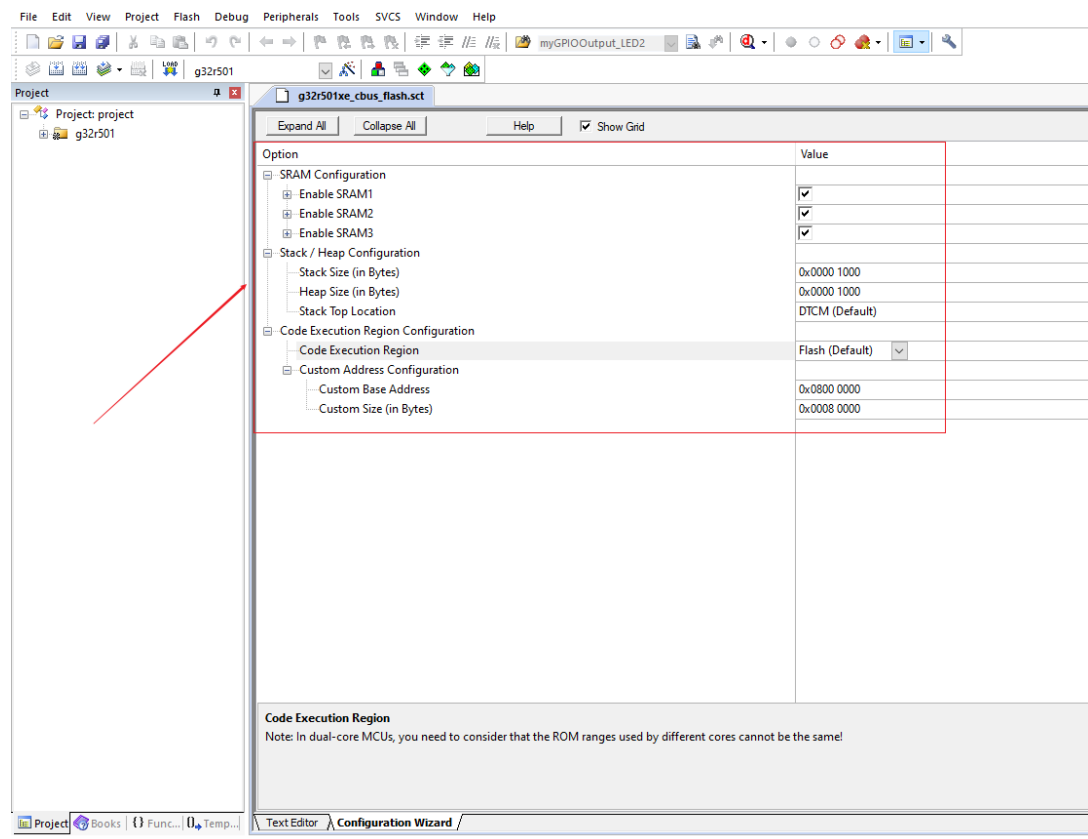 File Edit View Project Flash Debug Peripherals Tools SVCS Window Help
myGPIOOutput_LED2
LOAD g32r501
Project
g32r501xe_cbus_flash.sct
Project: project
g32r501
Expand All Collapse All Help Show Grid
Option Value
SRAM Configuration
Enable SRAM1
Enable SRAM2
Enable SRAM3
Stack / Heap Configuration
Stack Size (in Bytes) 0x0000 1000
Heap Size (in Bytes) 0x0000 1000
Stack Top Location DTCM (Default)
Code Execution Region Configuration
Code Execution Region Flash (Default)
Custom Address Configuration
Custom Base Address 0x0800 0000
Custom Size (in Bytes) 0x0008 0000
Code Execution Region
Note: In dual-core MCUs, you need to consider that the ROM ranges used by different cores cannot be the same!
Project Books {} Func... 0 Temp...
Text Editor Configuration Wizard